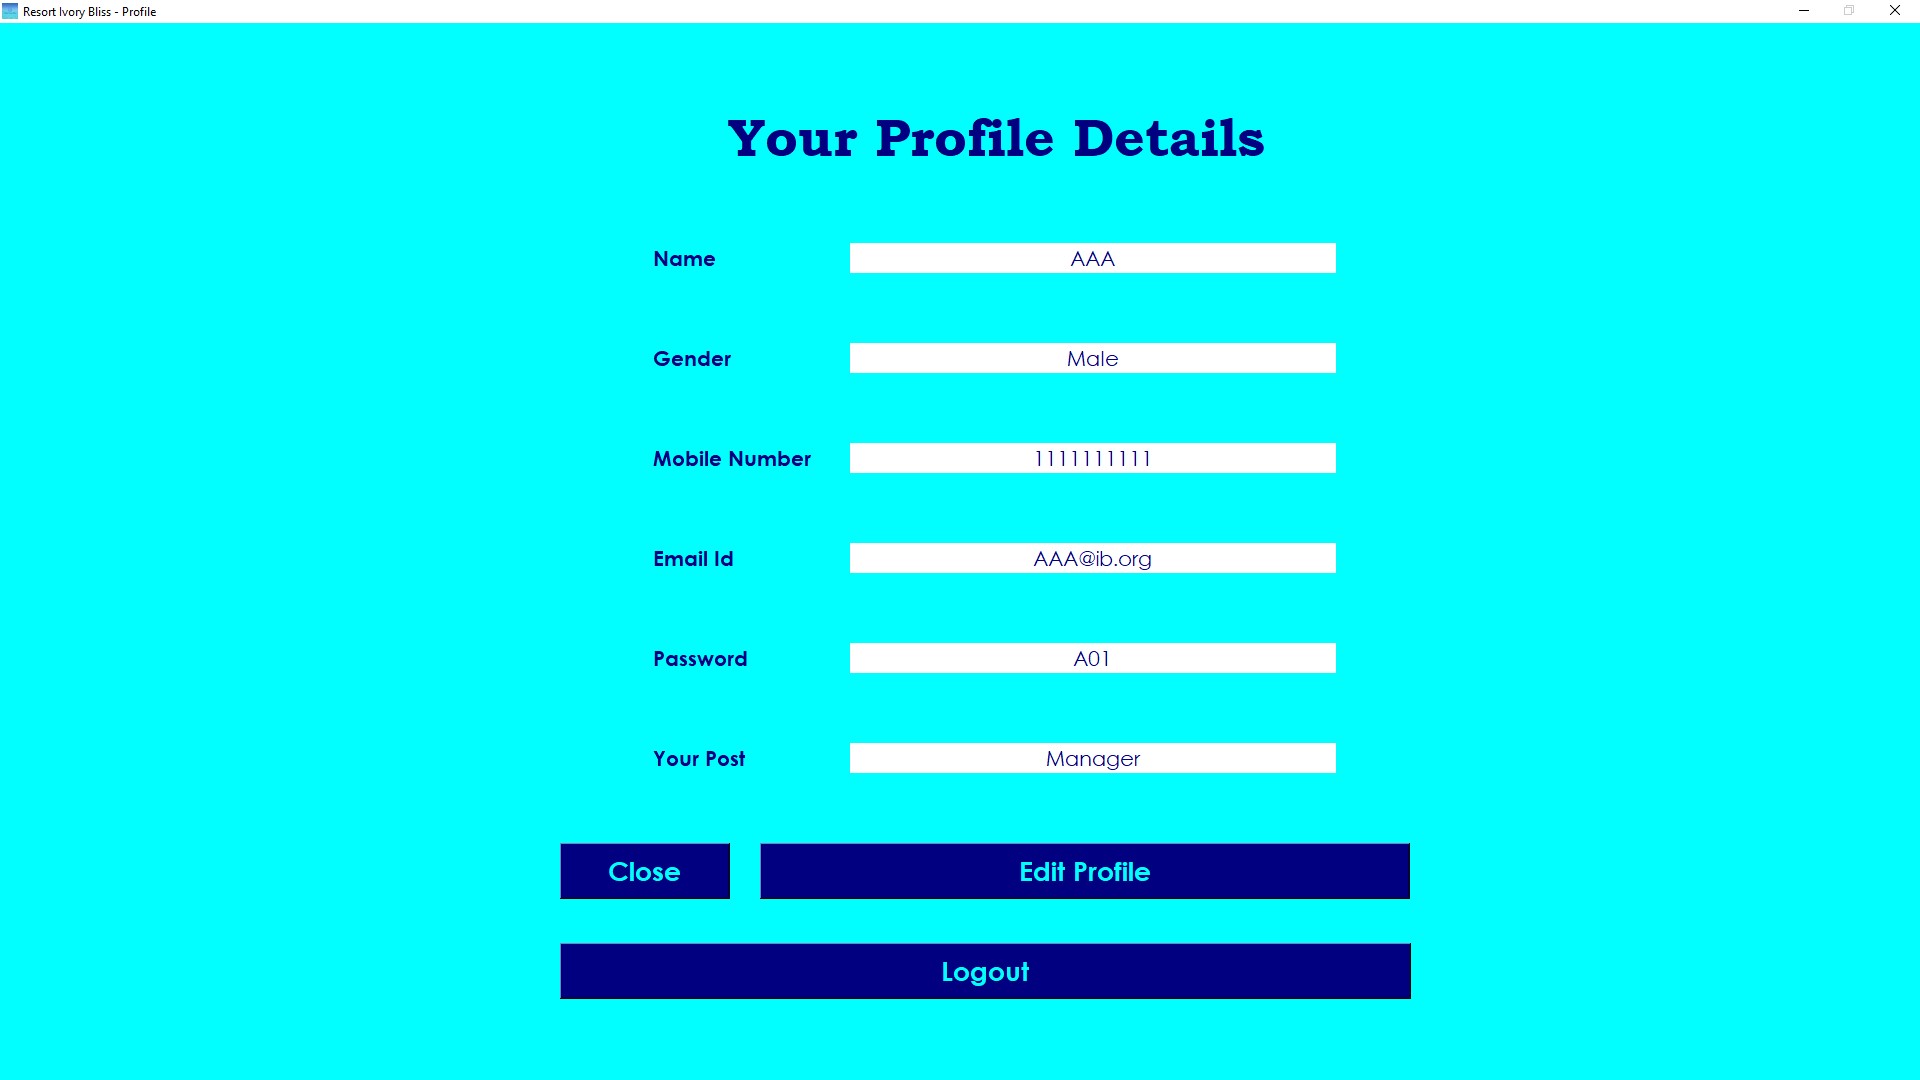 Resort Ivory Bliss - Profile
Your Profile Details
Name AAA
Gender Male
Mobile Number 1111111111
Email Id AAA@ib.org
Password A01
Your Post Manager
Close Edit Profile
Logout